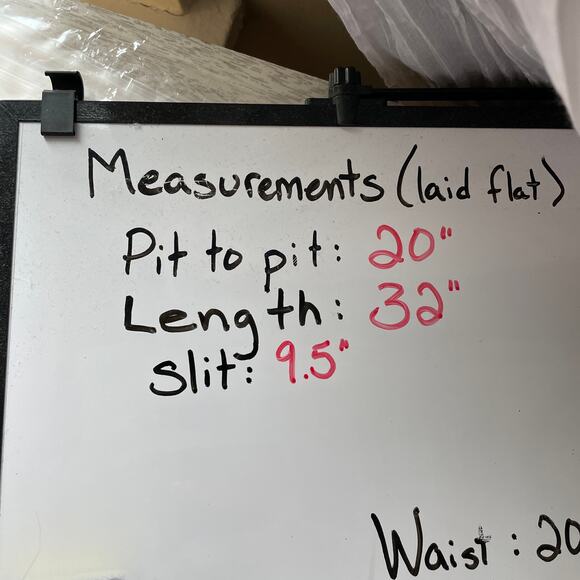 Measurements (laid flat)
Pit to pit: 20"
Length: 32"
slit: 9.5"
Waist: 20